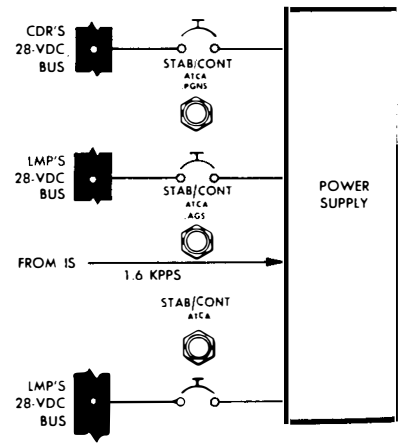 CDR'S
28-VDC
BUS
STAB/CONT
ATCA
PGNS
LMP'S
28-VDC
BUS
STAB/CONT
ATCA
AGS
POWER
SUPPLY
FROM IS
1.6 KPPS
STAB/CONT
ATCA
LMP'S
28-VDC
BUS